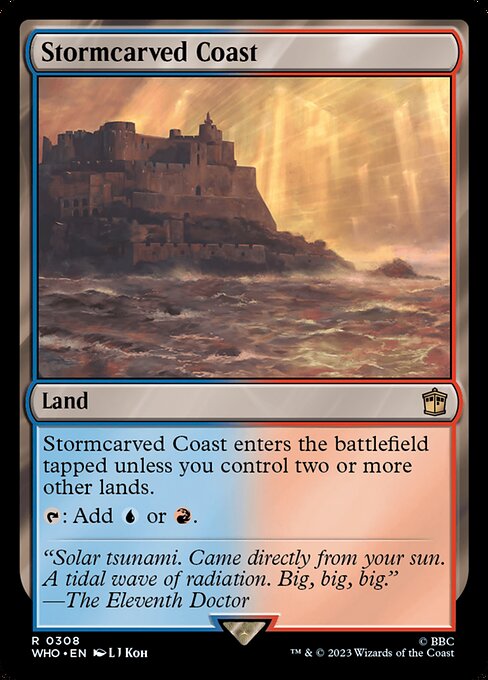 Stormcarved Coast
Land
Stormcarved Coast enters the battlefield
tapped unless you control two or more
other lands.
: Add or .
“Solar tsunami. Came directly from your sun.
A tidal wave of radiation. Big, big, big.”
—The Eleventh Doctor
R 0308
WHO • EN LJ Koh
© BBC
™ & © 2023 Wizards of the Coast